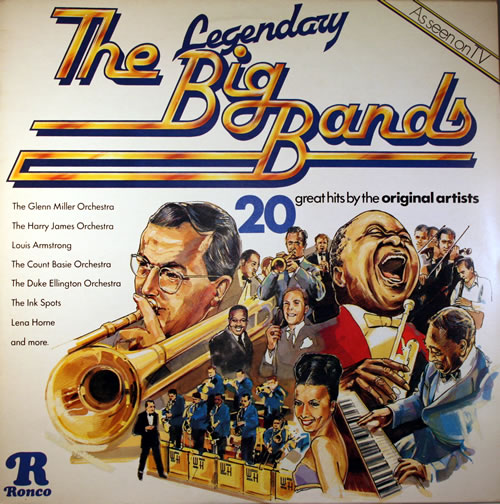 The Legendary
Big Bands
As seen on TV
20 great hits by the original artists
The Glenn Miller Orchestra
The Harry James Orchestra
Louis Armstrong
The Count Basie Orchestra
The Duke Ellington Orchestra
The Ink Spots
Lena Horne
and more.
R
Ronco